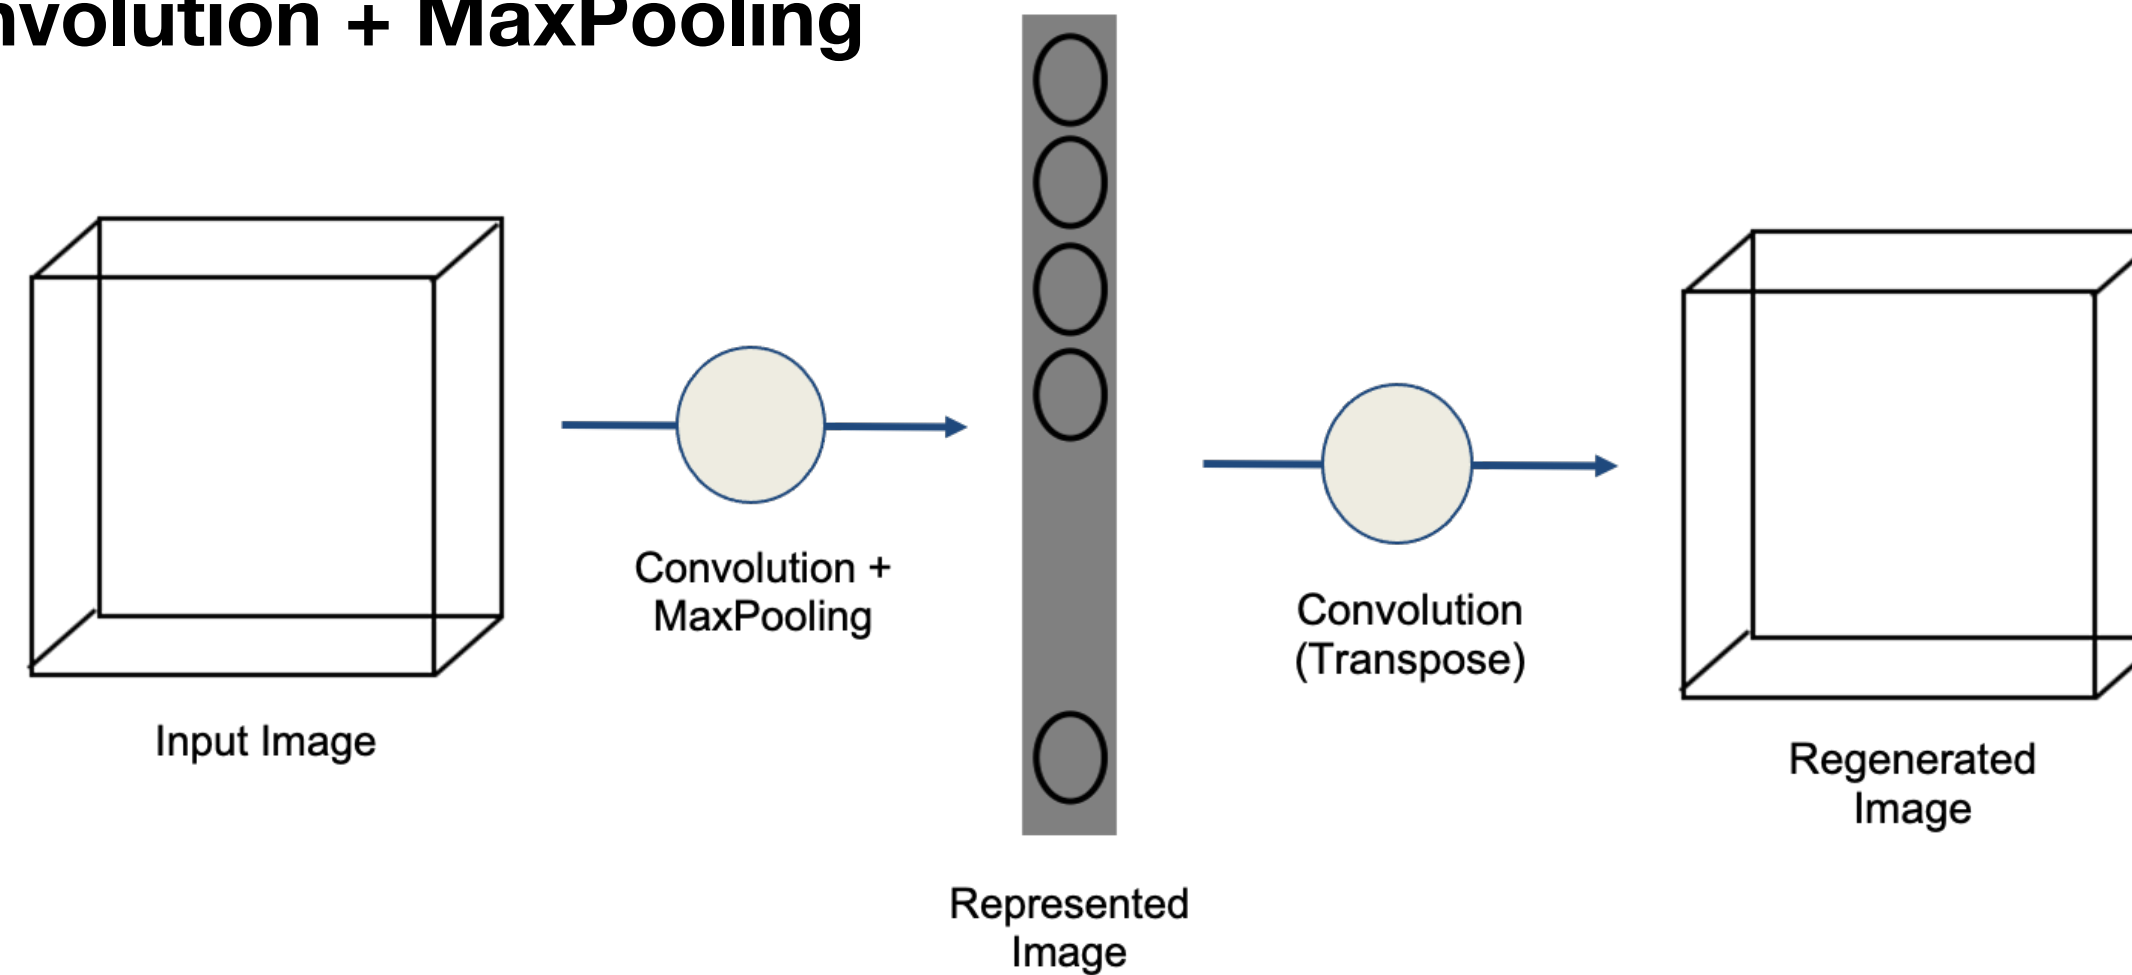 nvolution + MaxPooling
Convolution +
MaxPooling
Convolution
(Transpose)
Input Image
Regenerated
Image
Represented
Image